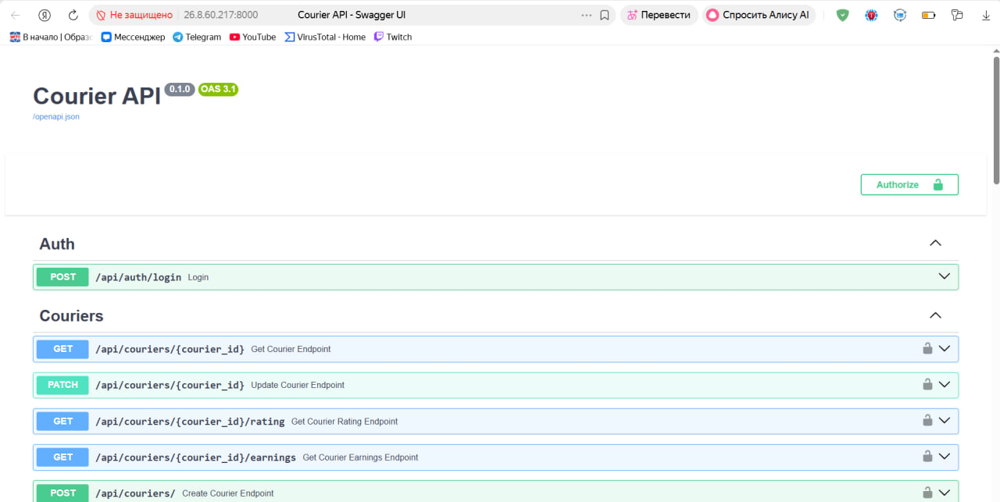 Не защищено 26.8.60.217:8000 Courier API - Swagger UI Перевести Спросить Алису AI
В начало | Образо Мессенджер Telegram YouTube VirusTotal - Home Twitch
Courier API 0.1.0 OAS 3.1
/openapi.json
Authorize
Auth
POST /api/auth/login Login
Couriers
GET /api/couriers/{courier_id} Get Courier Endpoint
PATCH /api/couriers/{courier_id} Update Courier Endpoint
GET /api/couriers/{courier_id}/rating Get Courier Rating Endpoint
GET /api/couriers/{courier_id}/earnings Get Courier Earnings Endpoint
POST /api/couriers/ Create Courier Endpoint